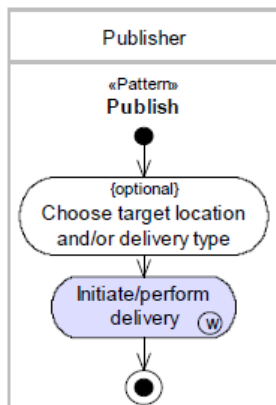 Publisher
«Pattern»
Publish
{optional}
Choose target location
and/or delivery type
Initiate/perform
delivery
W